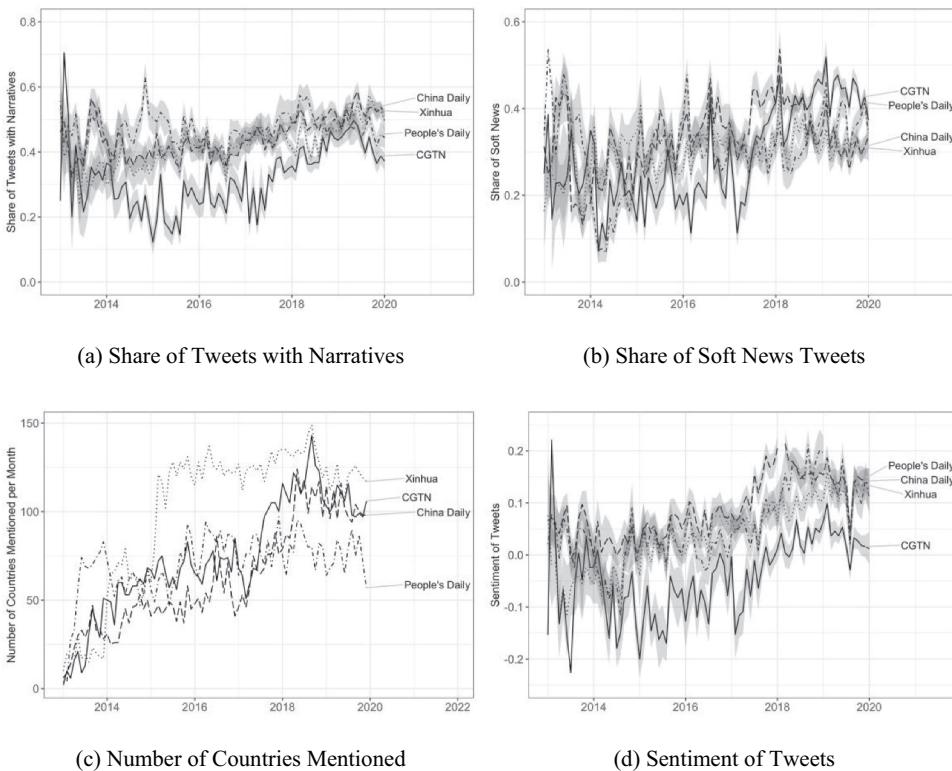 0.8
0.6
0.4
0.2
0.0
Share of Tweets with Narratives
China Daily
Xinhua
People's Daily
CGTN
2014
2016
2018
2020
2022
(a) Share of Tweets with Narratives
0.6
0.4
0.2
0.0
Share of Soft News
CGTN
People's Daily
China Daily
Xinhua
2014
2016
2018
2020
(b) Share of Soft News Tweets
150
100
50
0
Number of Countries Mentioned per Month
Xinhua
CGTN
China Daily
People's Daily
2014
2016
2018
2020
2022
(c) Number of Countries Mentioned
0.2
0.1
0.0
-0.1
-0.2
Sentiment of Tweets
People's Daily
China Daily
Xinhua
CGTN
2014
2016
2018
2020
(d) Sentiment of Tweets